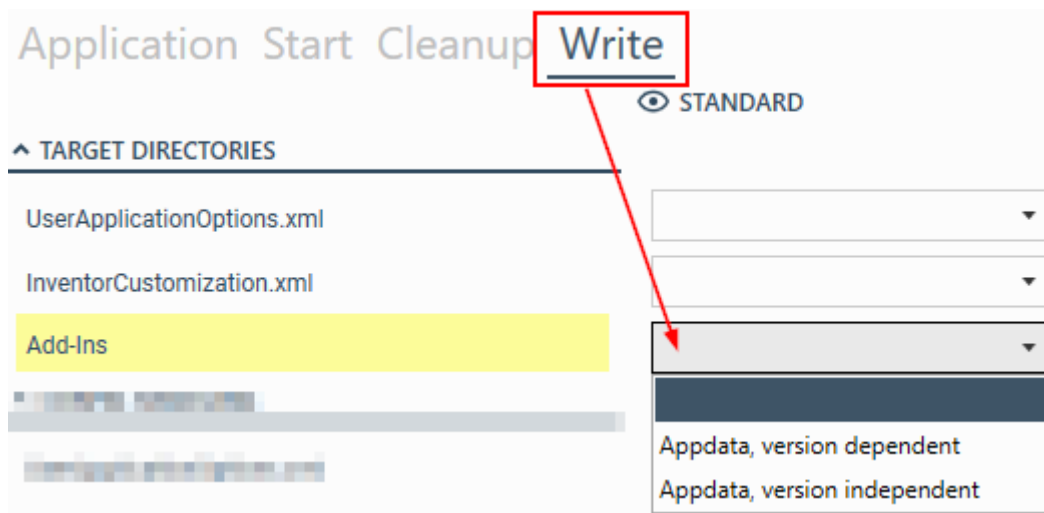 Application Start Cleanup Write
STANDARD
TARGET DIRECTORIES
UserApplicationOptions.xml
InventorCustomization.xml
Add-Ins
Appdata, version dependent
Appdata, version independent